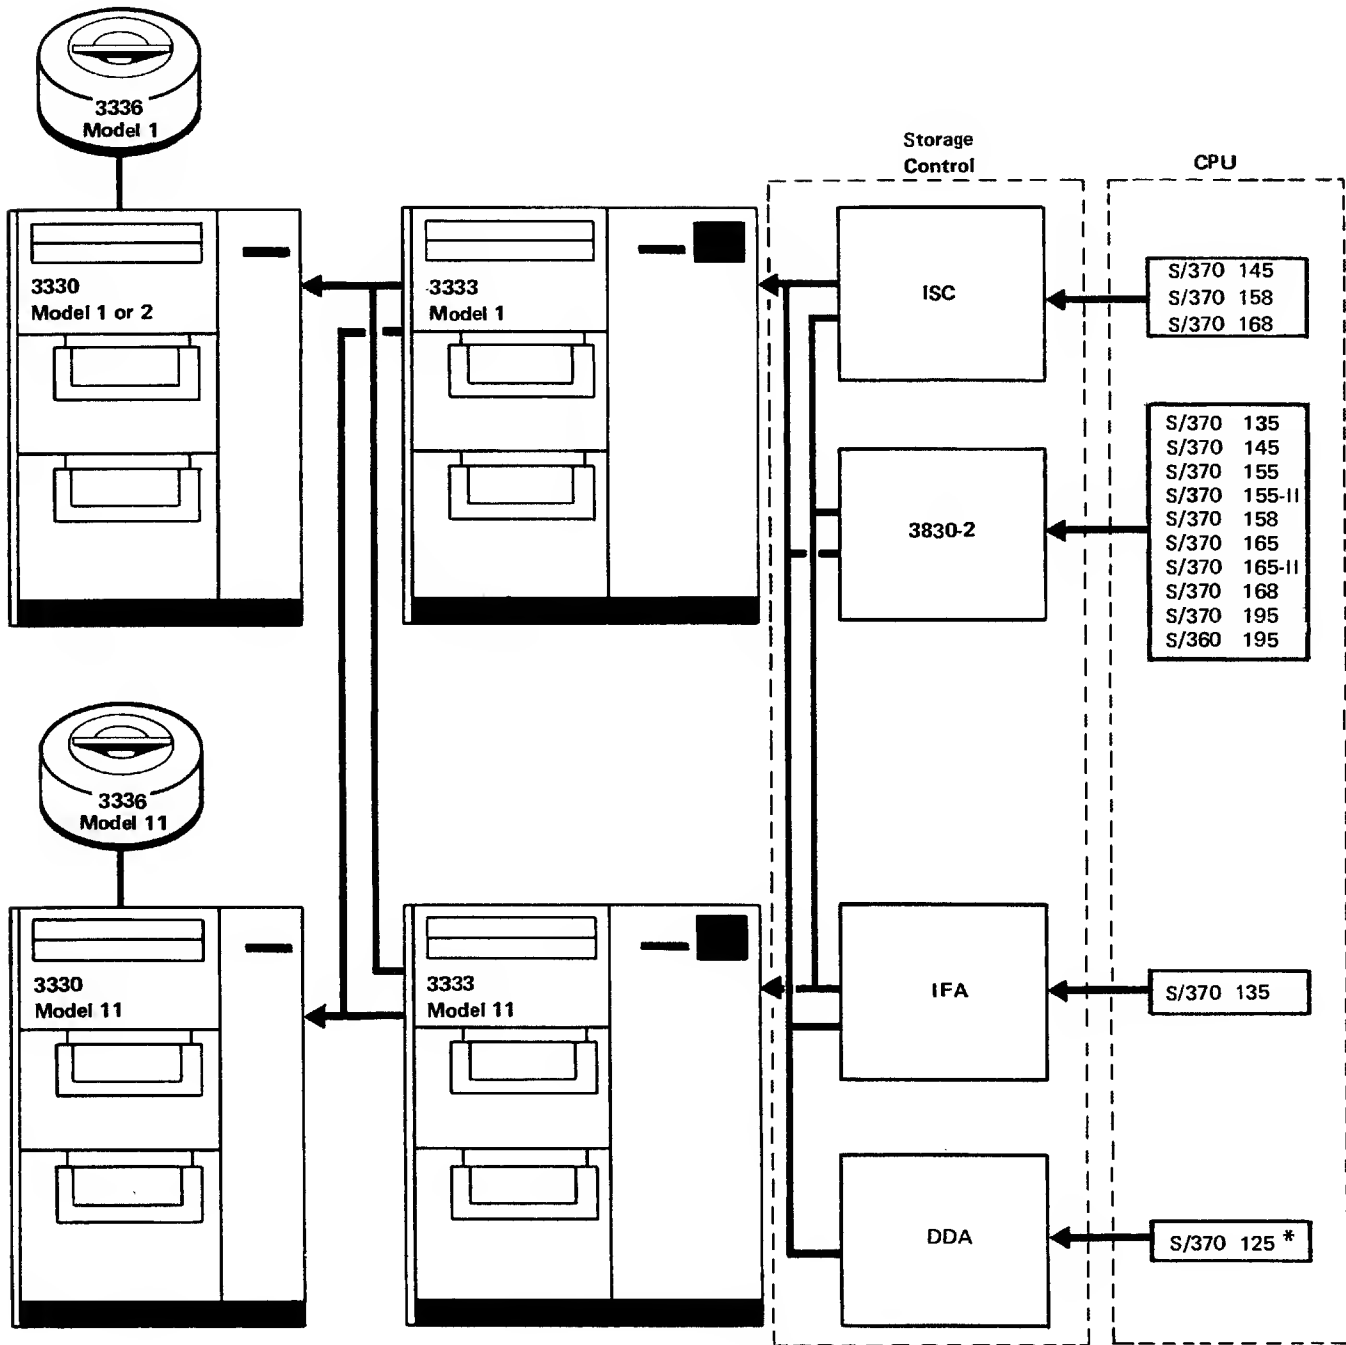 3336
Model 1
Storage
Control
CPU
3330
Model 1 or 2
3333
Model 1
ISC
S/370 145
S/370 158
S/370 168
3830-2
S/370 135
S/370 145
S/370 155
S/370 155-II
S/370 158
S/370 165
S/370 165-II
S/370 168
S/370 195
S/360 195
3336
Model 11
3330
Model 11
3333
Model 11
IFA
S/370 135
DDA
S/370 125 *